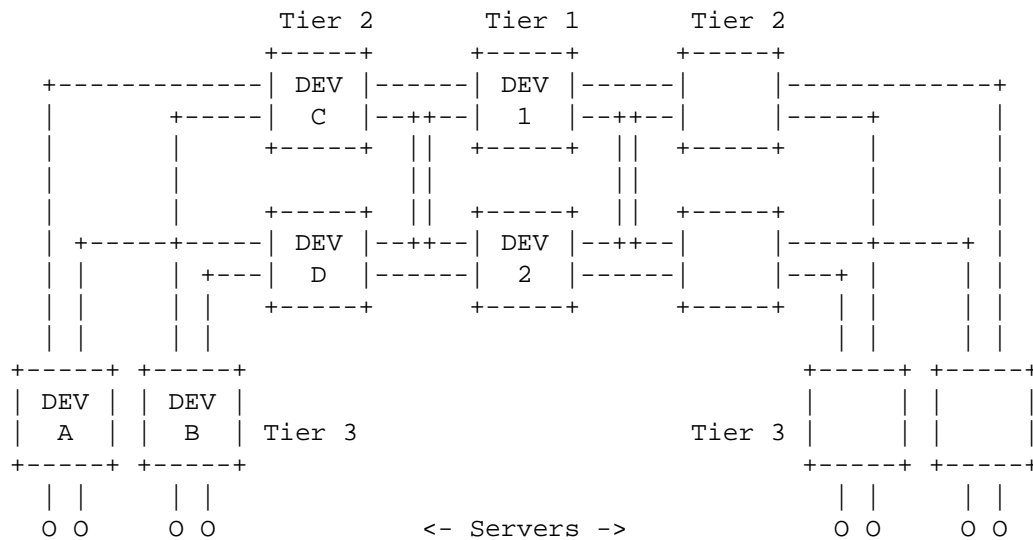 Tier 2 Tier 1 Tier 2
DEV DEV
C 1
DEV DEV
D 2
DEV DEV
A B Tier 3 Tier 3
O O O O <- Servers -> O O O O